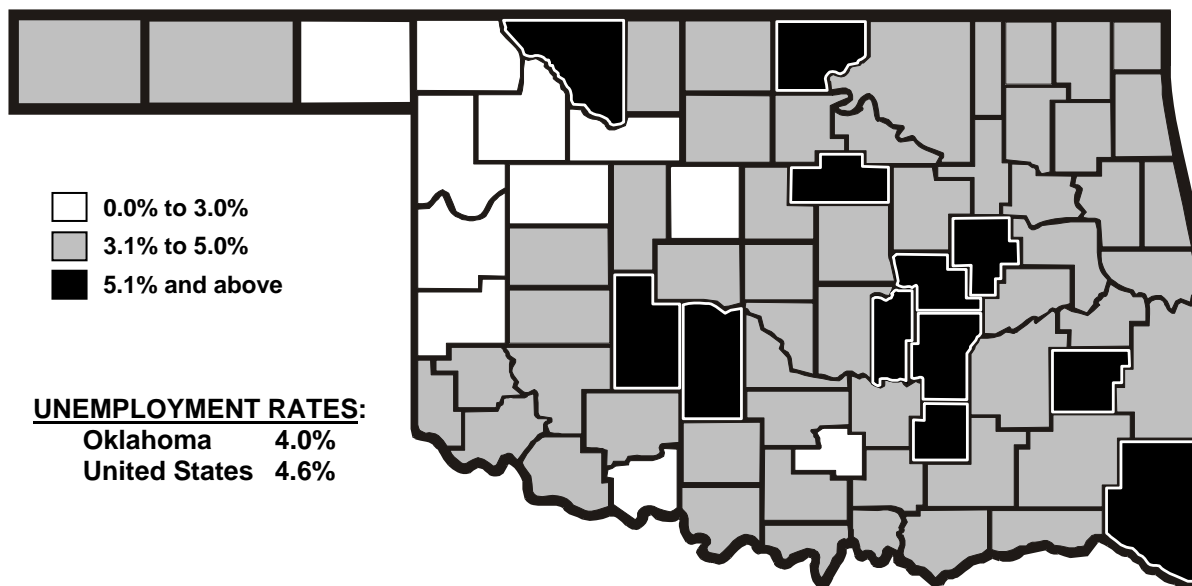 0.0% to 3.0%
3.1% to 5.0%
5.1% and above
UNEMPLOYMENT RATES:
Oklahoma 4.0%
United States 4.6%